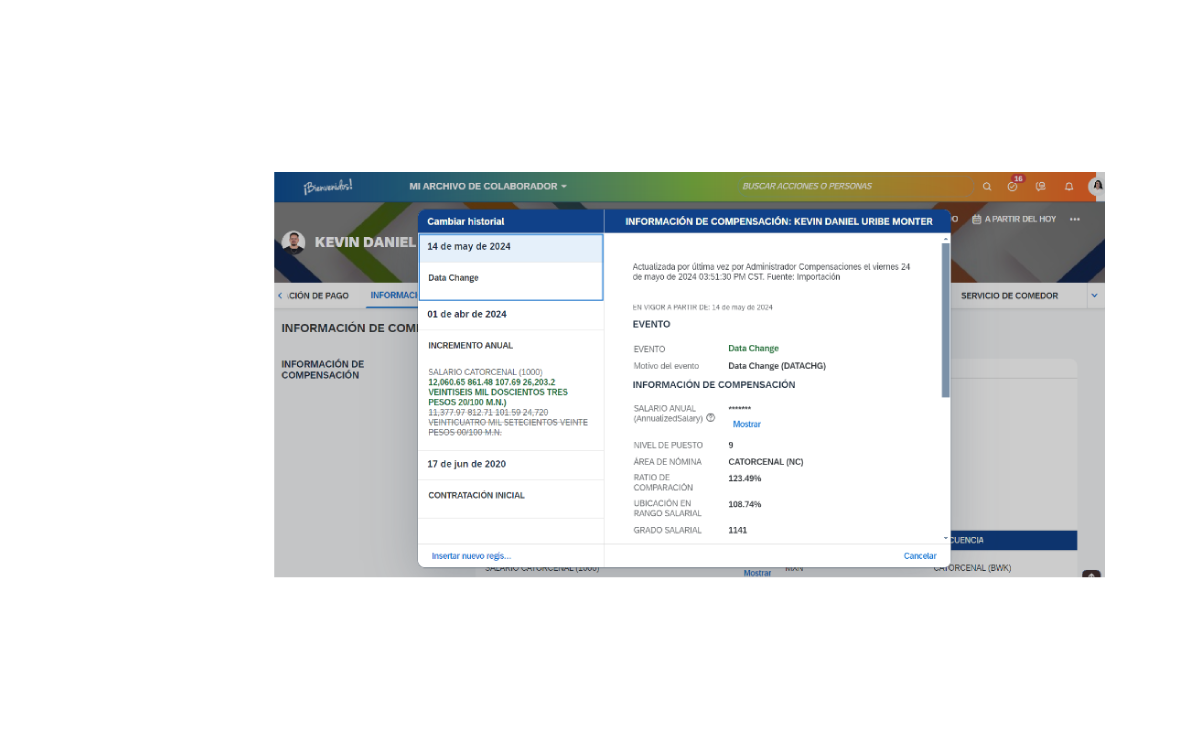 ¡Bienvenidos!
MI ARCHIVO DE COLABORADOR
BUSCAR ACCIONES O PERSONAS
16
KEVIN DANIEL
A PARTIR DEL HOY
CIÓN DE PAGO
INFORMACI
SERVICIO DE COMEDOR
INFORMACIÓN DE COM
INFORMACIÓN DE
COMPENSACIÓN
Cambiar historial
14 de may de 2024
Data Change
01 de abr de 2024
INCREMENTO ANUAL
SALARIO CATORCENAL (1000)
12,060.65 861.48 107.69 26,203.2
VEINTISEIS MIL DOSCIENTOS TRES
PESOS 20/100 M.N.)
11,377.97 812.71 101.59 24,720
VEINTICUATRO MIL SETECIENTOS VEINTE
PESOS 00/100 M.N.
17 de jun de 2020
CONTRATACIÓN INICIAL
Insertar nuevo regis...
INFORMACIÓN DE COMPENSACIÓN: KEVIN DANIEL URIBE MONTER
Actualizada por última vez por Administrador Compensaciones el viernes 24
de mayo de 2024 03:51:30 PM CST. Fuente: Importación
EN VIGOR A PARTIR DE: 14 de may de 2024
EVENTO
EVENTO Data Change
Motivo del evento Data Change (DATACHG)
INFORMACIÓN DE COMPENSACIÓN
SALARIO ANUAL *******
(AnnualizedSalary) Mostrar
NIVEL DE PUESTO 9
ÁREA DE NÓMINA CATORCENAL (NC)
RATIO DE
COMPARACIÓN 123.49%
UBICACIÓN EN
RANGO SALARIAL 108.74%
GRADO SALARIAL 1141
Cancelar
CUENCIA
SALARIO CATORCENAL (1000)
Mostrar
MXN
CATORCENAL (BWK)